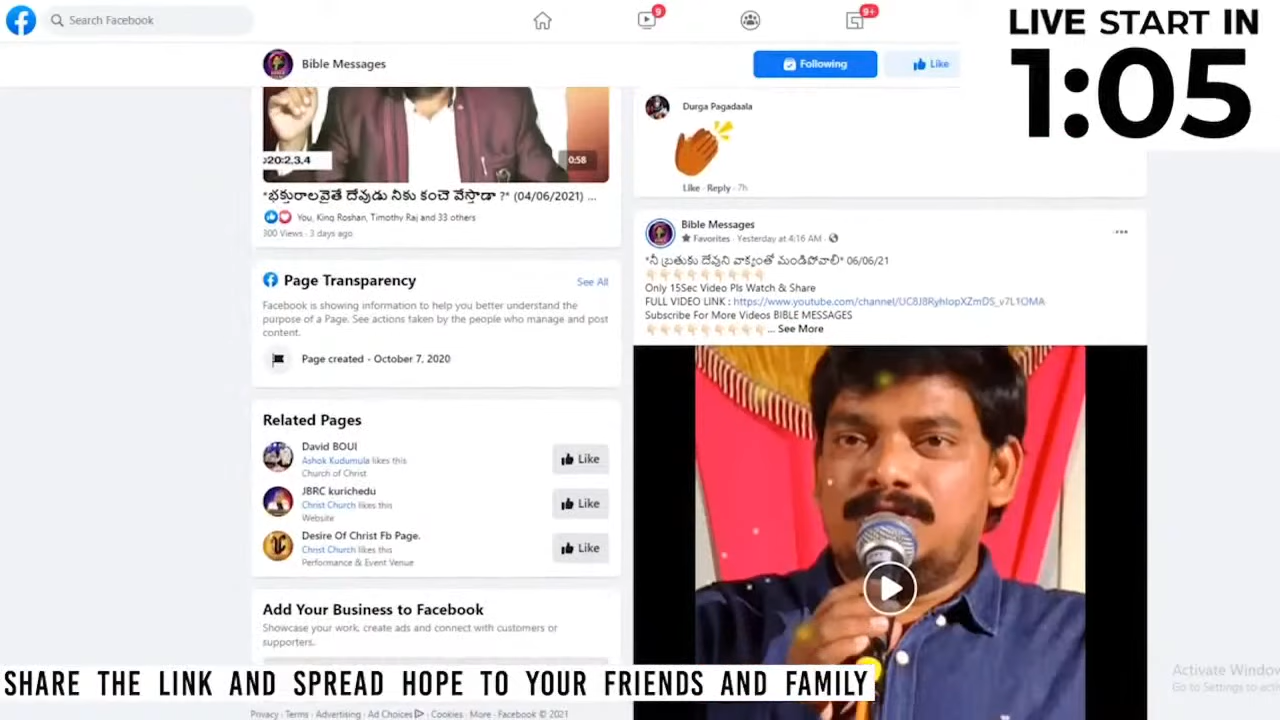 Search Facebook
9
9+
LIVE START IN
1:05
Bible Messages
Following
Like
020:2,3,4
0:58
*భక్తురాలవైతే దేవుడు నీకు కంచె వేస్తాడా ?* (04/06/2021) ...
You, King Roshan, Timothy Raj and 33 others
300 Views · 3 days ago
Page Transparency
See All
Facebook is showing information to help you better understand the
purpose of a Page. See actions taken by the people who manage and post
content.
Page created - October 7, 2020
Related Pages
David BOUI
Ashok Kudumula likes this
Church of Christ
Like
JBRC kurichedu
Christ Church likes this
Website
Like
Desire Of Christ Fb Page.
Christ Church likes this
Performance & Event Venue
Like
Add Your Business to Facebook
Showcase your work, create ads and connect with customers or
supporters.
Durga Pagadaala
Like · Reply · 7h
Bible Messages
Favorites · Yesterday at 4:16 AM ·
*నీ బ్రతుకు దేవుని వాక్యంతో మండిపోవాలి* 06/06/21
Only 15Sec Video Pls Watch & Share
FULL VIDEO LINK : https://www.youtube.com/channel/UC8J8RyhIopXZmDS_v7L1OMA
Subscribe For More Videos BIBLE MESSAGES
... See More
SHARE THE LINK AND SPREAD HOPE TO YOUR FRIENDS AND FAMILY
Activate Window
Go to Settings to acti
Privacy · Terms · Advertising · Ad Choices · Cookies · More · Facebook © 2021